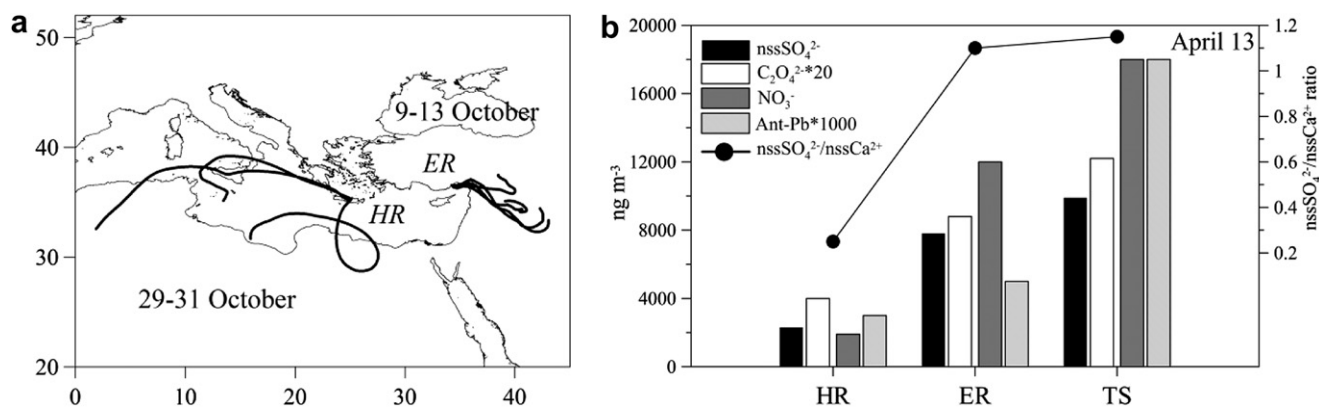 a
50
40
30
20
0
10
20
30
40
9-13 October
ER
HR
29-31 October
b
20000
16000
12000
8000
4000
0
ng m⁻³
nssSO₄²⁻
C₂O₄²⁻*20
NO₃⁻
Ant-Pb*1000
nssSO₄²⁻/nssCa²⁺
April 13
HR
ER
TS
1.2
1
0.8
0.6
0.4
0.2
nssSO₄²⁻/nssCa²⁺ ratio